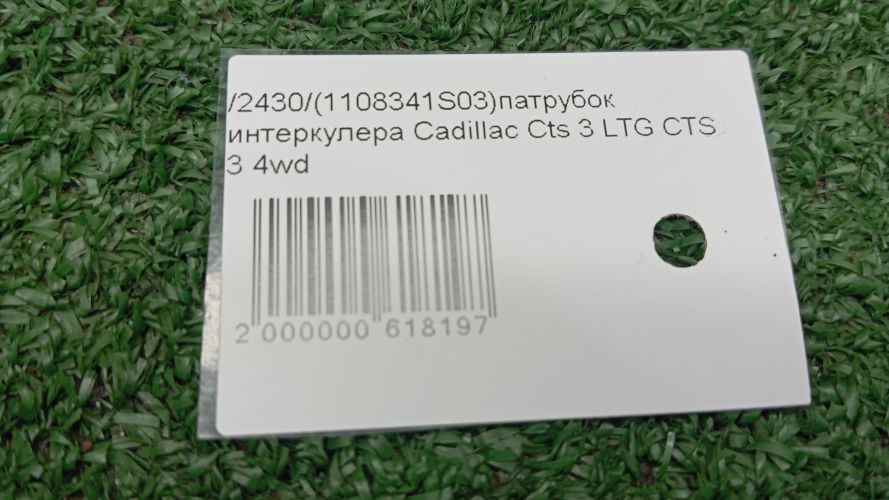 /2430/(1108341S03)патрубок
интеркулера Cadillac Cts 3 LTG CTS
3 4wd
2 000000 618197